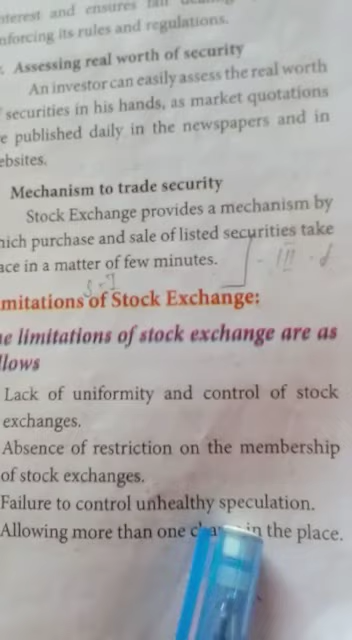 nterest and ensures fair
nforcing its rules and regulations.
Assessing real worth of security
An investor can easily assess the real worth
securities in his hands, as market quotations
e published daily in the newspapers and in
ebsites.
Mechanism to trade security
Stock Exchange provides a mechanism by
hich purchase and sale of listed securities take
ace in a matter of few minutes.
mitations of Stock Exchange:
e limitations of stock exchange are as
llows
Lack of uniformity and control of stock
exchanges.
Absence of restriction on the membership
of stock exchanges.
Failure to control unhealthy speculation.
Allowing more than one in the place.